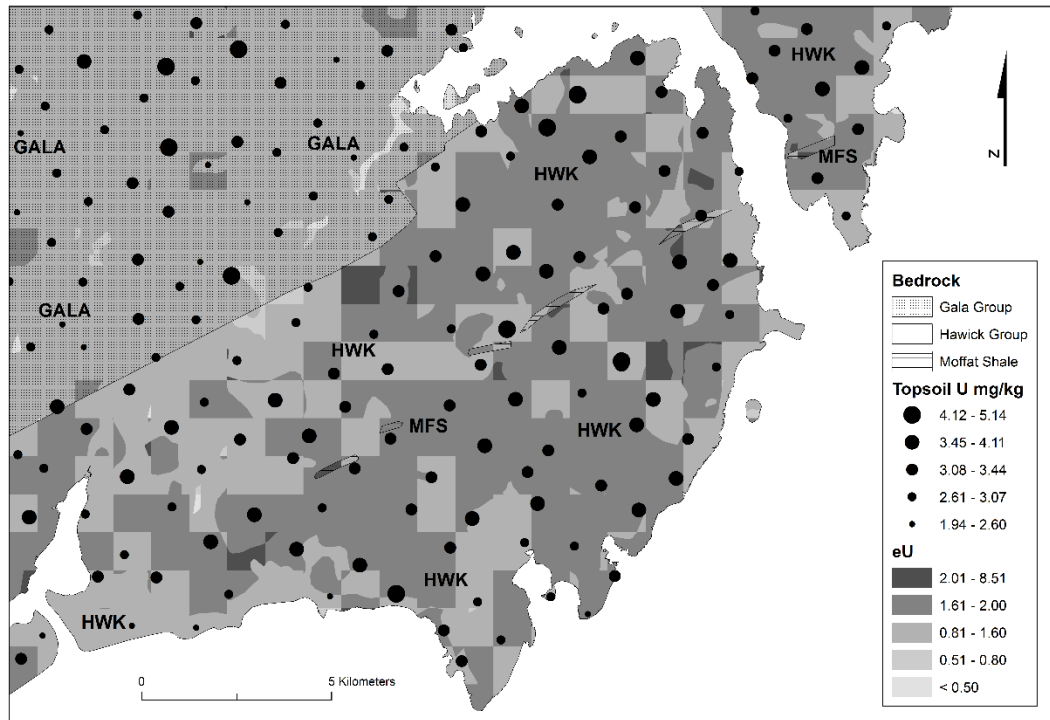 HWK
GALA
GALA
MFS
HWK
N
GALA
HWK
MFS
HWK
HWK
HWK
0
5 Kilometers
Bedrock
Gala Group
Hawick Group
Moffat Shale
Topsoil U mg/kg
4.12 - 5.14
3.45 - 4.11
3.08 - 3.44
2.61 - 3.07
1.94 - 2.60
eU
2.01 - 8.51
1.61 - 2.00
0.81 - 1.60
0.51 - 0.80
< 0.50